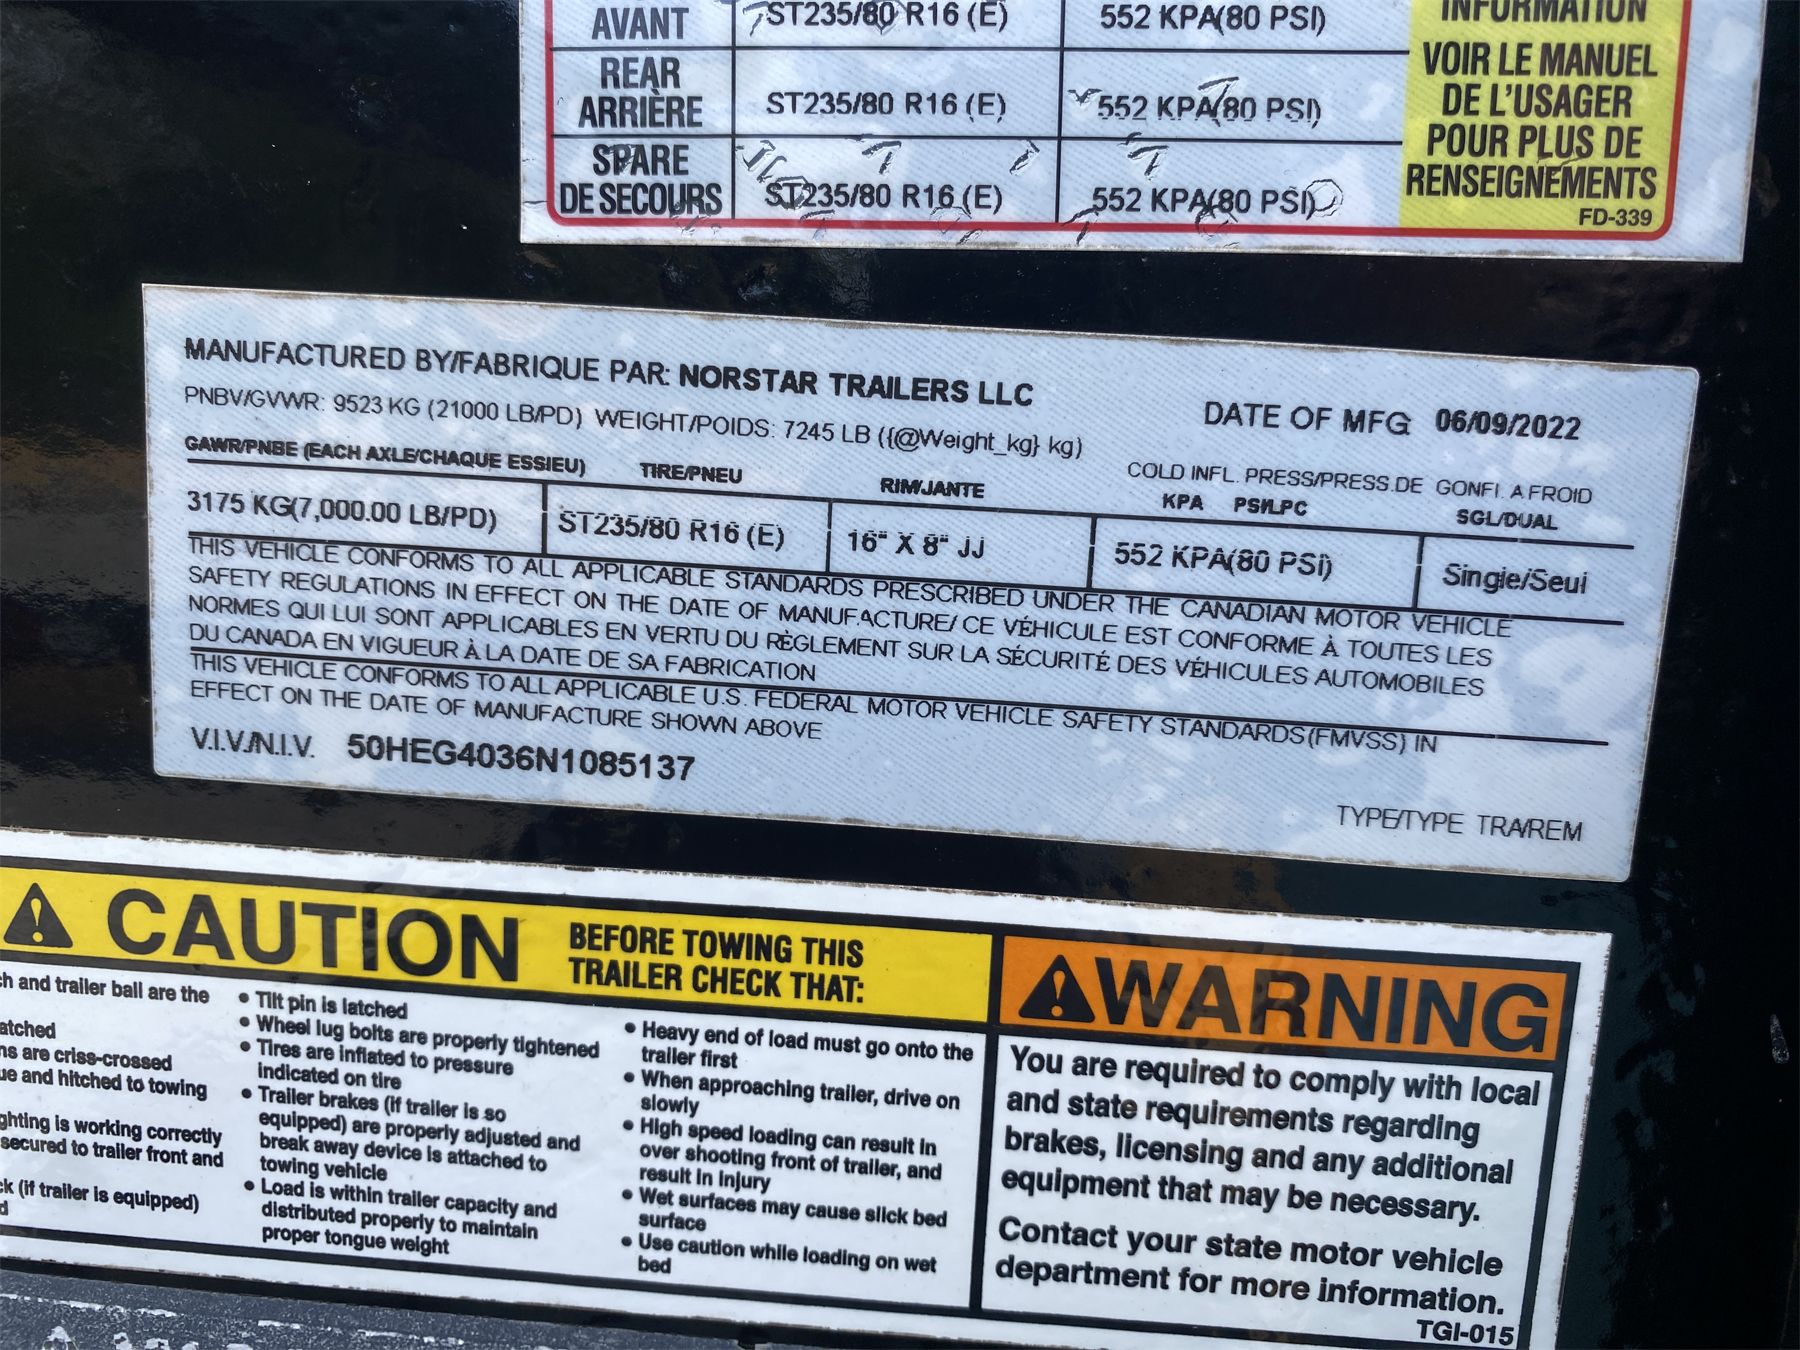 AVANT ST235/80 R16 (E) 552 KPA(80 PSI)
INFORMATION
REAR
ARRIÈRE ST235/80 R16 (E) 552 KPA(80 PSI)
SPARE
DE SECOURS ST235/80 R16 (E) 552 KPA(80 PSI)
VOIR LE MANUEL
DE L'USAGER
POUR PLUS DE
RENSEIGNEMENTS
FD-339
MANUFACTURED BY/FABRIQUE PAR: NORSTAR TRAILERS LLC
DATE OF MFG 06/09/2022
PNBV/GVWR: 9523 KG (21000 LB/PD) WEIGHT/POIDS: 7245 LB ({@Weight_kg} kg)
GAWR/PNBE (EACH AXLE/CHAQUE ESSIEU) TIRE/PNEU RIM/JANTE
COLD INFL. PRESS/PRESS.DE GONFL. A FROID
KPA PSI/LPC SGL/DUAL
3175 KG(7,000.00 LB/PD) ST235/80 R16 (E) 16" X 8" JJ 552 KPA(80 PSI) Single/Seul
THIS VEHICLE CONFORMS TO ALL APPLICABLE STANDARDS PRESCRIBED UNDER THE CANADIAN MOTOR VEHICLE
SAFETY REGULATIONS IN EFFECT ON THE DATE OF MANUFACTURE/ CE VÉHICULE EST CONFORME À TOUTES LES
NORMES QUI LUI SONT APPLICABLES EN VERTU DU RÈGLEMENT SUR LA SÉCURITÉ DES VÉHICULES AUTOMOBILES
DU CANADA EN VIGUEUR À LA DATE DE SA FABRICATION
THIS VEHICLE CONFORMS TO ALL APPLICABLE U.S. FEDERAL MOTOR VEHICLE SAFETY STANDARDS(FMVSS) IN
EFFECT ON THE DATE OF MANUFACTURE SHOWN ABOVE
V.I.V./N.I.V. 50HEG4036N1085137
TYPE/TYPE TRA/REM
CAUTION
BEFORE TOWING THIS
TRAILER CHECK THAT:
and trailer ball are the
are criss-crossed
and hitched to towing
is working correctly
secured to trailer front and
(if trailer is equipped)
• Tilt pin is latched
• Wheel lug bolts are properly tightened
• Tires are inflated to pressure
indicated on tire
• Trailer brakes (if trailer is so
equipped) are properly adjusted and
break away device is attached to
towing vehicle
• Load is within trailer capacity and
distributed properly to maintain
proper tongue weight
• Heavy end of load must go onto the
trailer first
• When approaching trailer, drive on
slowly
• High speed loading can result in
over shooting front of trailer, and
result in injury
• Wet surfaces may cause slick bed
surface
• Use caution while loading on wet
bed
WARNING
You are required to comply with local
and state requirements regarding
brakes, licensing and any additional
equipment that may be necessary.
Contact your state motor vehicle
department for more information.
TGI-015